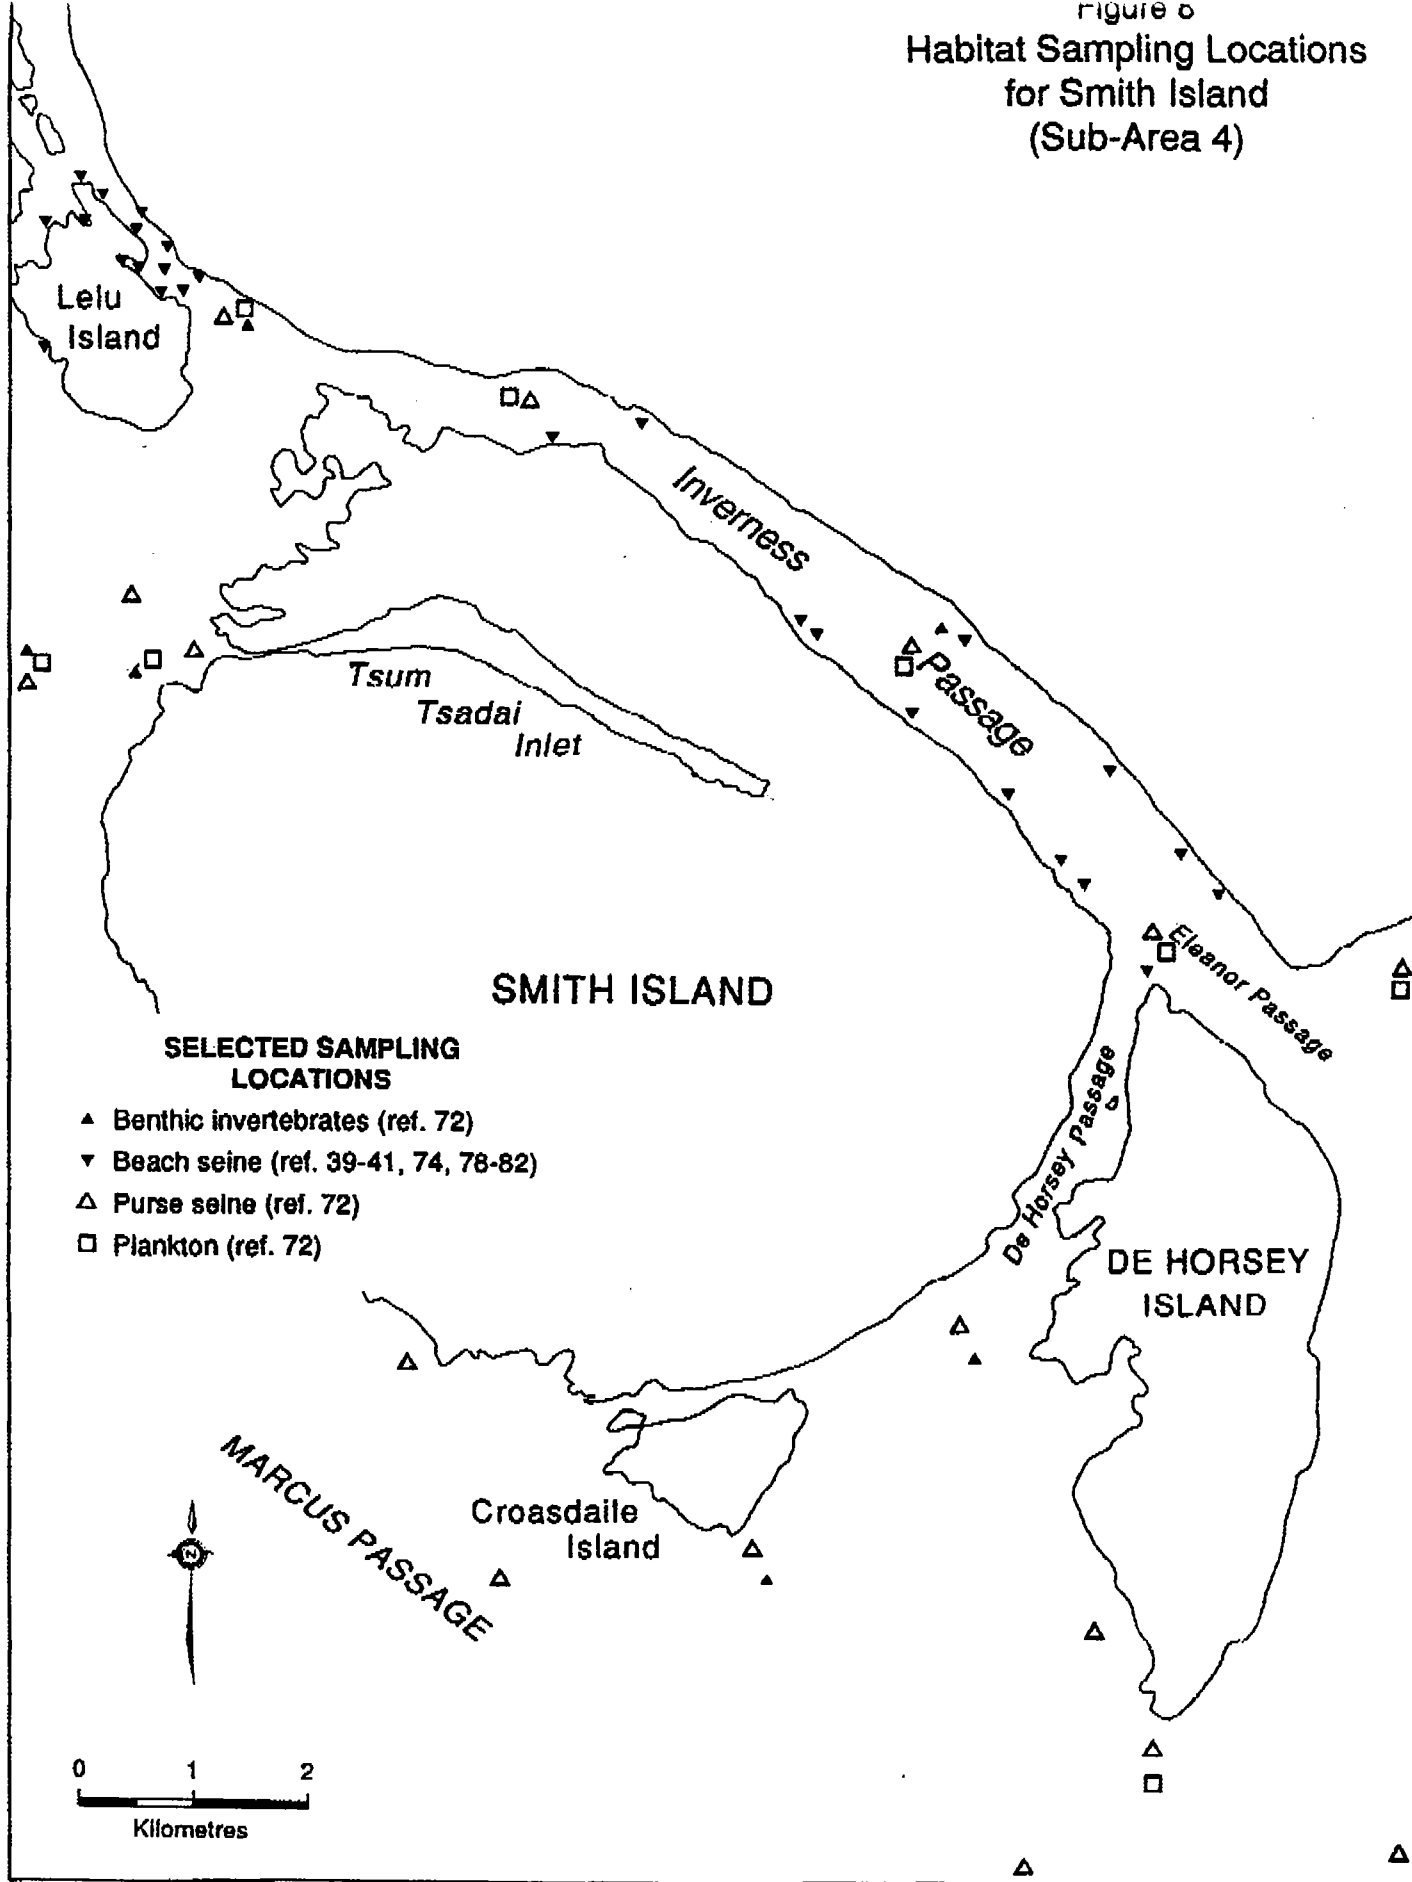 Figure 6
Habitat Sampling Locations
for Smith Island
(Sub-Area 4)
Lelu
Island
Inverness
Passage
Tsum
Tsadai
Inlet
Eleanor Passage
SMITH ISLAND
De Horsey Passage
SELECTED SAMPLING
LOCATIONS
Benthic invertebrates (ref. 72)
Beach seine (ref. 39-41, 74, 78-82)
Purse seine (ref. 72)
Plankton (ref. 72)
DE HORSEY
ISLAND
MARCUS PASSAGE
Croasdaile
Island
N
0 1 2
Kilometres